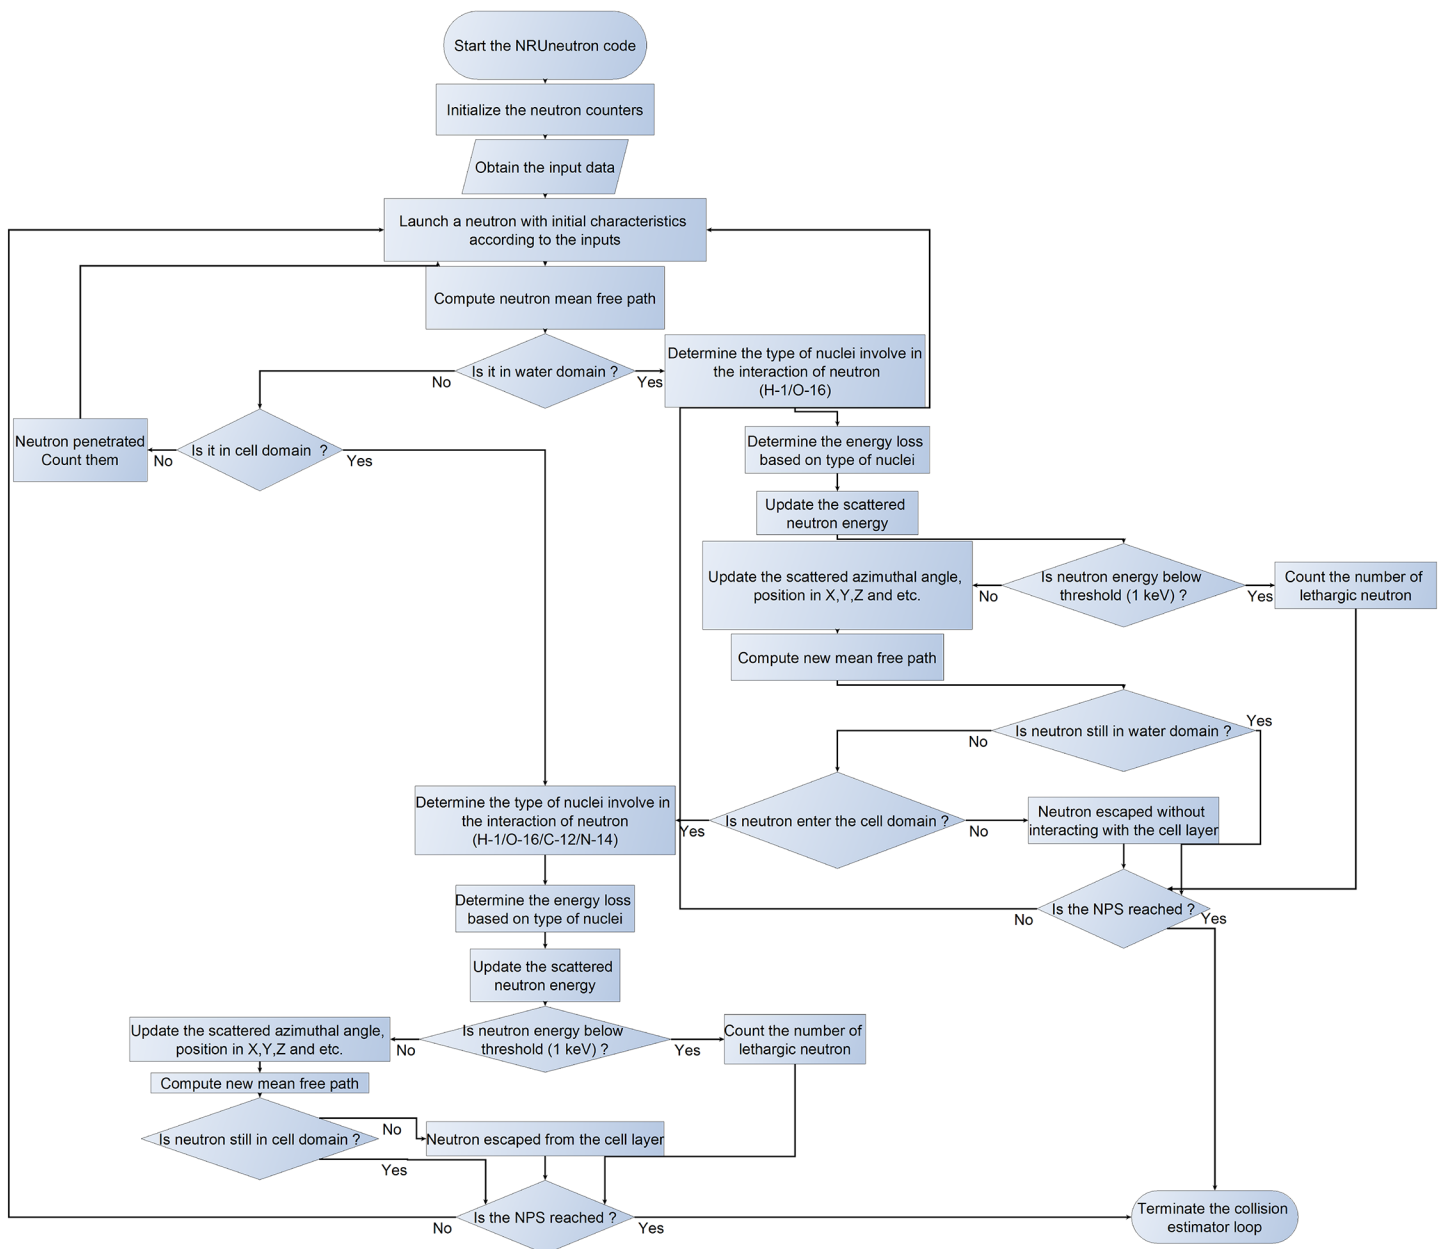 Start the NRUneutron code
Initialize the neutron counters
Obtain the input data
Launch a neutron with initial characteristics
according to the inputs
Compute neutron mean free path
Is it in water domain ?
No
Yes
Determine the type of nuclei involve in
the interaction of neutron
(H-1/O-16)
Neutron penetrated
Count them
No
Is it in cell domain ?
Yes
Determine the energy loss
based on type of nuclei
Update the scattered
neutron energy
Update the scattered azimuthal angle,
position in X,Y,Z and etc.
No
Is neutron energy below
threshold (1 keV) ?
Yes
Count the number of
lethargic neutron
Compute new mean free path
Is neutron still in water domain ?
Yes
No
Determine the type of nuclei involve in
the interaction of neutron
(H-1/O-16/C-12/N-14)
Yes
Is neutron enter the cell domain ?
No
Neutron escaped without
interacting with the cell layer
Is the NPS reached ?
No
Yes
Determine the energy loss
based on type of nuclei
Update the scattered
neutron energy
Update the scattered azimuthal angle,
position in X,Y,Z and etc.
No
Is neutron energy below
threshold (1 keV) ?
Yes
Count the number of
lethargic neutron
Compute new mean free path
Is neutron still in cell domain ?
No
Yes
Neutron escaped from the cell layer
Is the NPS reached ?
No
Yes
Terminate the collision
estimator loop